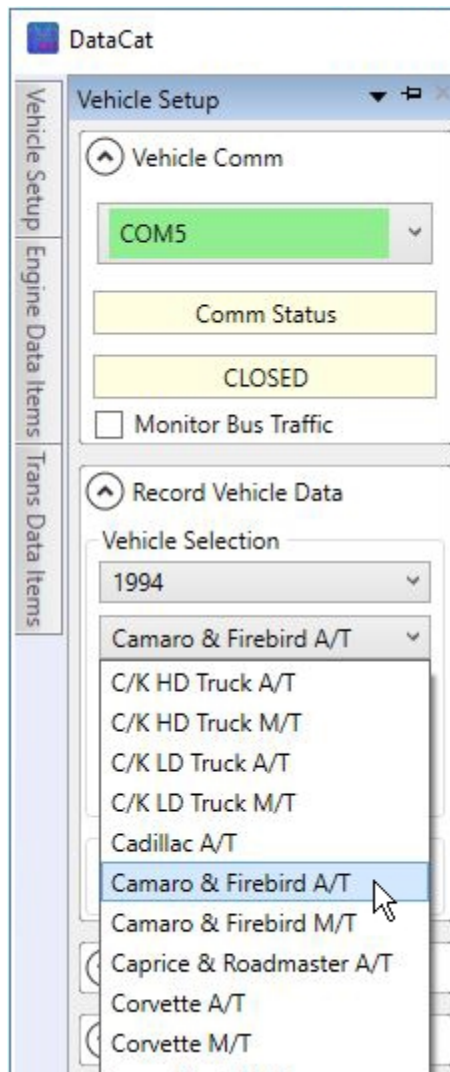 DataCat
Vehicle Setup
Engine Data Items
Trans Data Items
Vehicle Setup
Vehicle Comm
COM5
Comm Status
CLOSED
Monitor Bus Traffic
Record Vehicle Data
Vehicle Selection
1994
Camaro & Firebird A/T
C/K HD Truck A/T
C/K HD Truck M/T
C/K LD Truck A/T
C/K LD Truck M/T
Cadillac A/T
Camaro & Firebird A/T
Camaro & Firebird M/T
Caprice & Roadmaster A/T
Corvette A/T
Corvette M/T